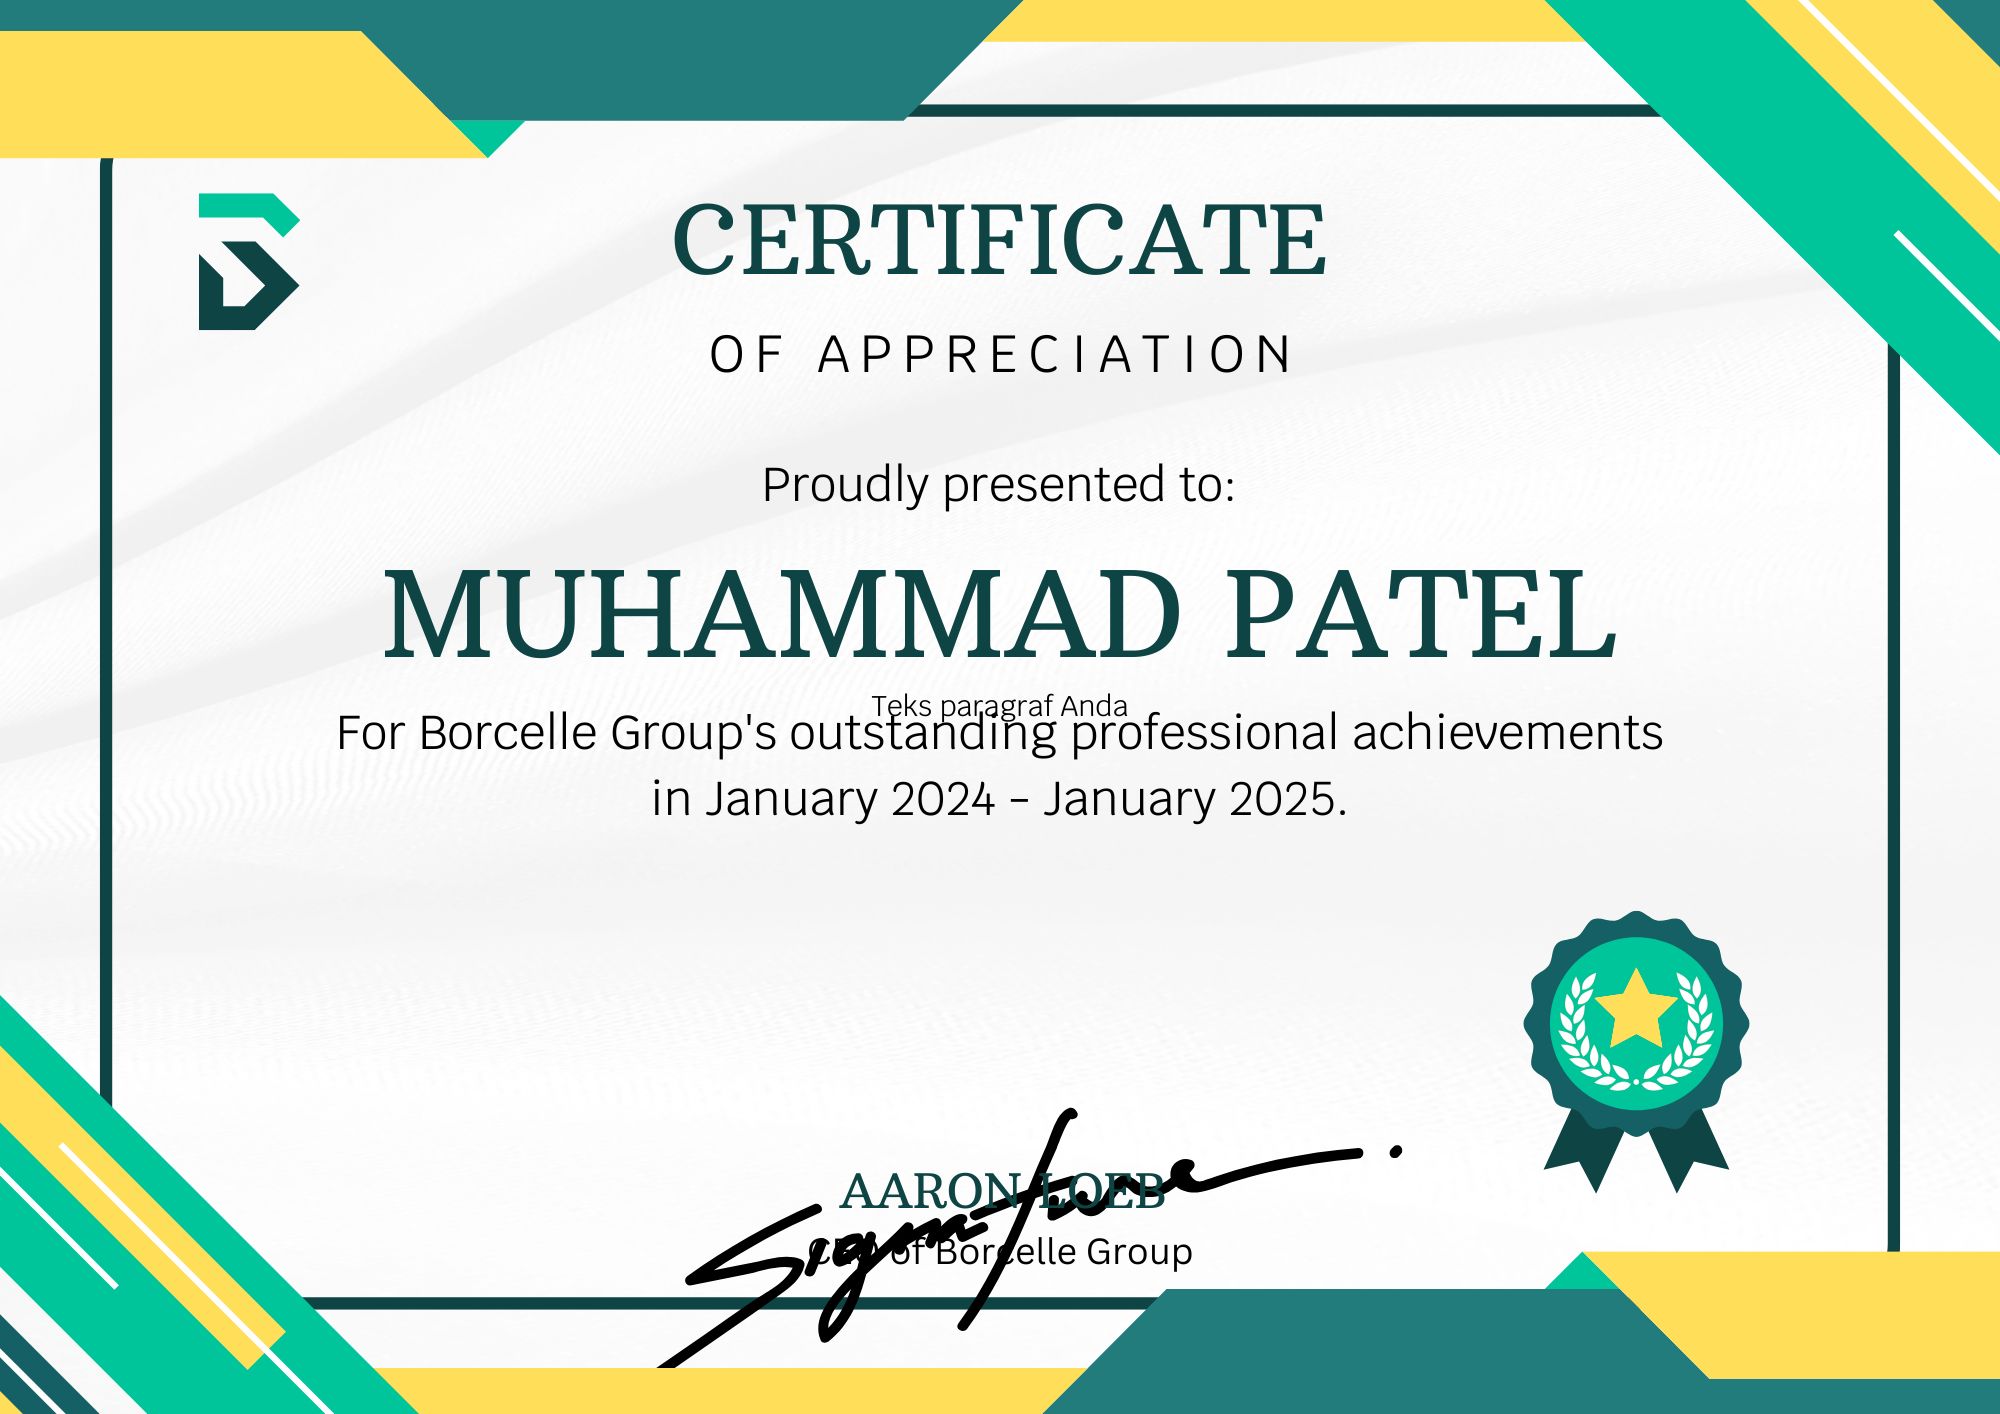 CERTIFICATE
OF APPRECIATION
Proudly presented to:
MUHAMMAD PATEL
Teks paragraf Anda
For Borcelle Group's outstanding professional achievements
in January 2024 - January 2025.
AARON LOEB
Signature
CEO of Borcelle Group